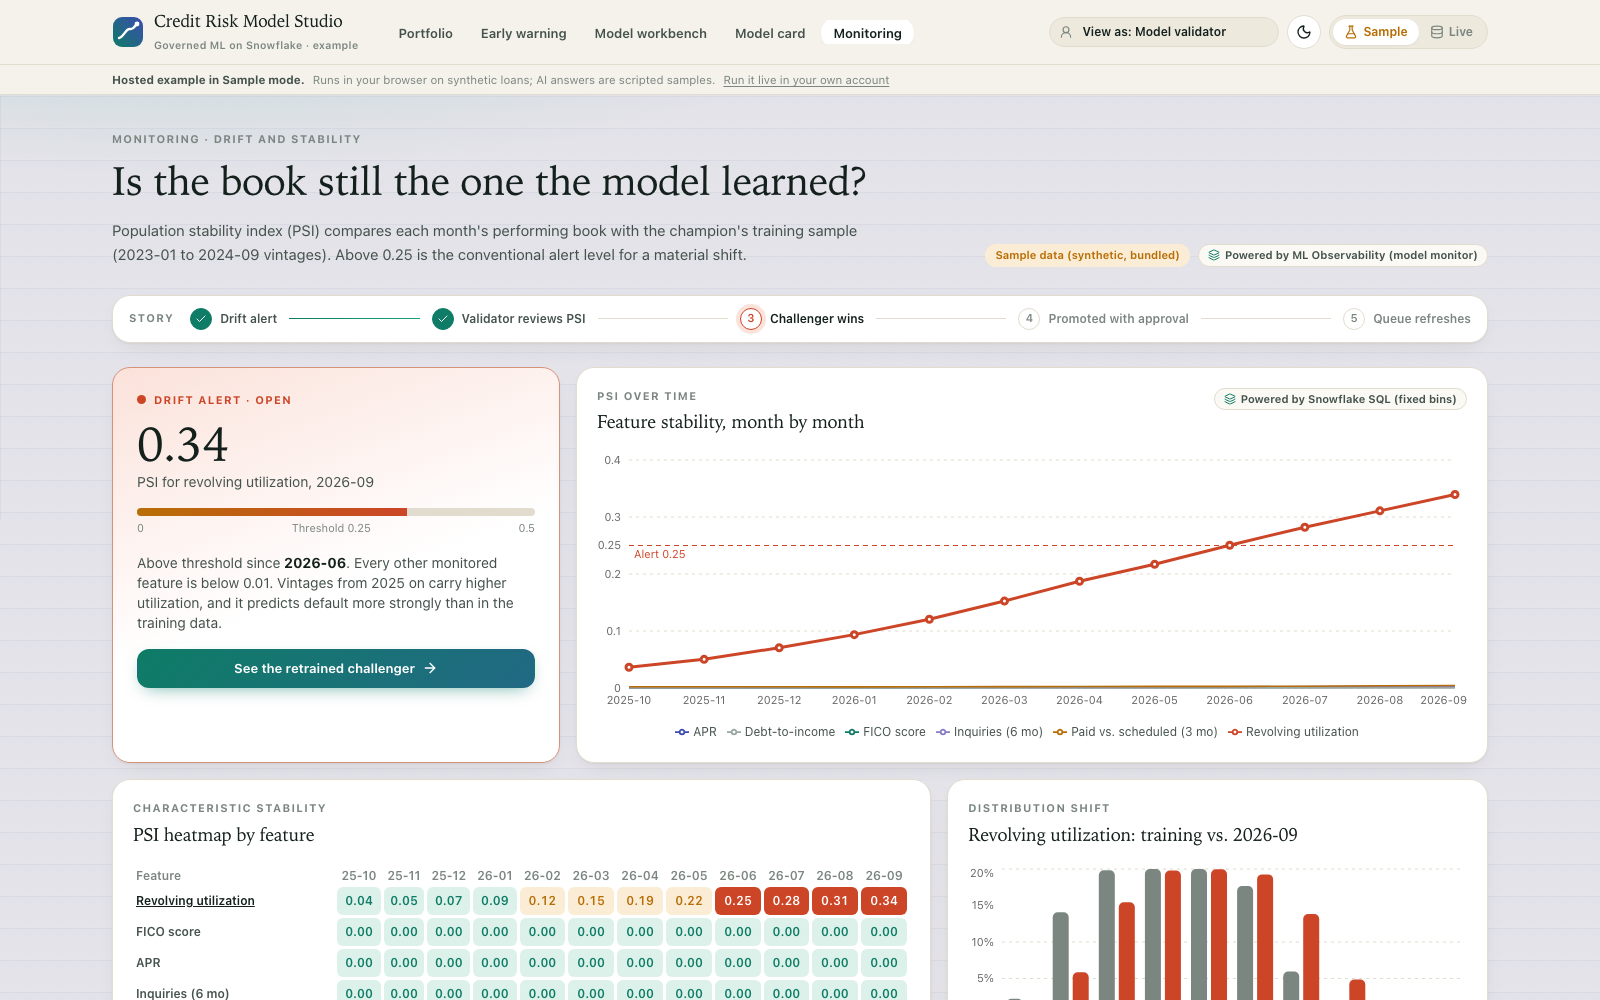 Credit Risk Model Studio
Governed ML on Snowflake · example
Portfolio
Early warning
Model workbench
Model card
Monitoring
View as: Model validator
Sample
Live
Hosted example in Sample mode. Runs in your browser on synthetic loans; AI answers are scripted samples. Run it live in your own account
MONITORING · DRIFT AND STABILITY
Is the book still the one the model learned?
Population stability index (PSI) compares each month's performing book with the champion's training sample
(2023-01 to 2024-09 vintages). Above 0.25 is the conventional alert level for a material shift.
Sample data (synthetic, bundled)
Powered by ML Observability (model monitor)
STORY
Drift alert
Validator reviews PSI
3 Challenger wins
4 Promoted with approval
5 Queue refreshes
DRIFT ALERT · OPEN
0.34
PSI for revolving utilization, 2026-09
0 Threshold 0.25 0.5
Above threshold since 2026-06. Every other monitored
feature is below 0.01. Vintages from 2025 on carry higher
utilization, and it predicts default more strongly than in the
training data.
See the retrained challenger →
PSI OVER TIME
Feature stability, month by month
Powered by Snowflake SQL (fixed bins)
0.4
0.3
0.25
Alert 0.25
0.2
0.1
0
2025-10 2025-11 2025-12 2026-01 2026-02 2026-03 2026-04 2026-05 2026-06 2026-07 2026-08 2026-09
APR Debt-to-income FICO score Inquiries (6 mo) Paid vs. scheduled (3 mo) Revolving utilization
CHARACTERISTIC STABILITY
PSI heatmap by feature
Feature 25-10 25-11 25-12 26-01 26-02 26-03 26-04 26-05 26-06 26-07 26-08 26-09
Revolving utilization 0.04 0.05 0.07 0.09 0.12 0.15 0.19 0.22 0.25 0.28 0.31 0.34
FICO score 0.00 0.00 0.00 0.00 0.00 0.00 0.00 0.00 0.00 0.00 0.00 0.00
APR 0.00 0.00 0.00 0.00 0.00 0.00 0.00 0.00 0.00 0.00 0.00 0.00
Inquiries (6 mo) 0.00 0.00 0.00 0.00 0.00 0.00 0.00 0.00 0.00 0.00 0.00 0.00
DISTRIBUTION SHIFT
Revolving utilization: training vs. 2026-09
20%
15%
10%
5%